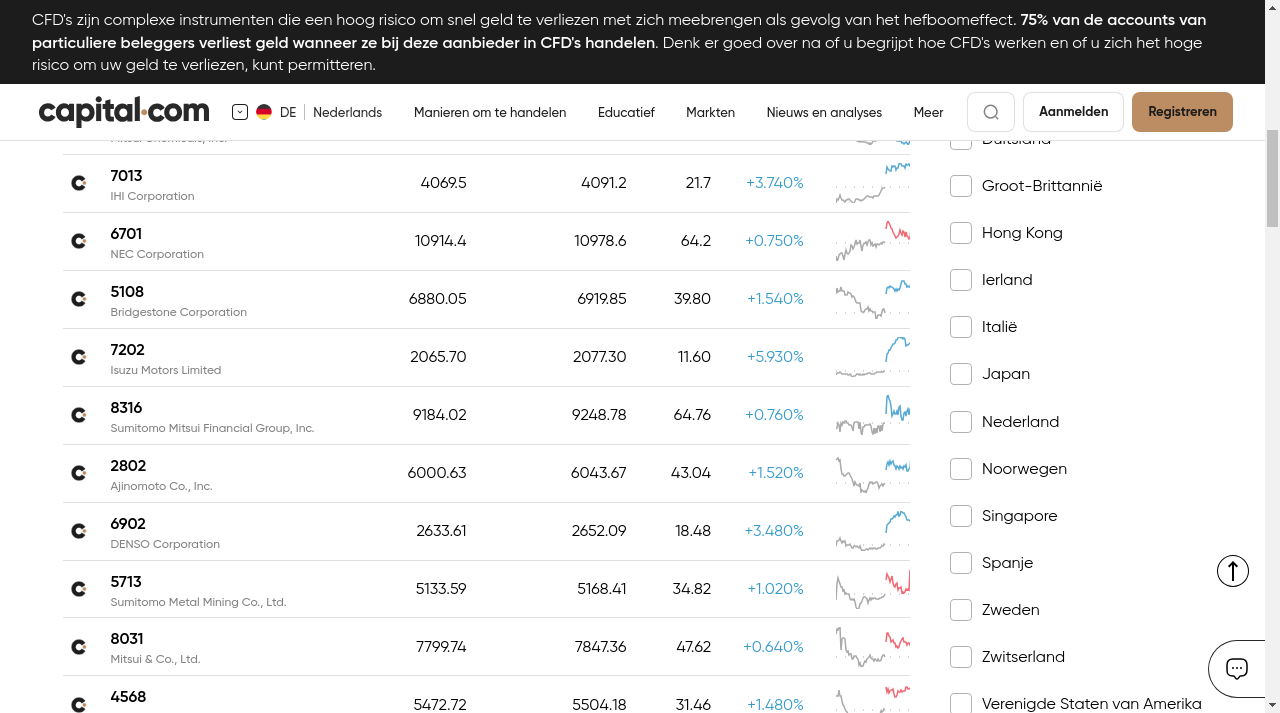 CFD's zijn complexe instrumenten die een hoog risico om snel geld te verliezen met zich meebrengen als gevolg van het hefboomeffect. 75% van de accounts van
particuliere beleggers verliest geld wanneer ze bij deze aanbieder in CFD's handelen. Denk er goed over na of u begrijpt hoe CFD's werken en of u zich het hoge
risico om uw geld te verliezen, kunt permitteren.
capital.com DE Nederlands Manieren om te handelen Educatief Markten Nieuws en analyses Meer Aanmelden Registreren
Mitsui Chemicals, Inc.
7013 4069.5 4091.2 21.7 +3.740%
IHI Corporation
6701 10914.4 10978.6 64.2 +0.750%
NEC Corporation
5108 6880.05 6919.85 39.80 +1.540%
Bridgestone Corporation
7202 2065.70 2077.30 11.60 +5.930%
Isuzu Motors Limited
8316 9184.02 9248.78 64.76 +0.760%
Sumitomo Mitsui Financial Group, Inc.
2802 6000.63 6043.67 43.04 +1.520%
Ajinomoto Co., Inc.
6902 2633.61 2652.09 18.48 +3.480%
DENSO Corporation
5713 5133.59 5168.41 34.82 +1.020%
Sumitomo Metal Mining Co., Ltd.
8031 7799.74 7847.36 47.62 +0.640%
Mitsui & Co., Ltd.
4568 5472.72 5504.18 31.46 +1.480%
Duitsland
Groot-Brittannië
Hong Kong
Ierland
Italië
Japan
Nederland
Noorwegen
Singapore
Spanje
Zweden
Zwitserland
Verenigde Staten van Amerika